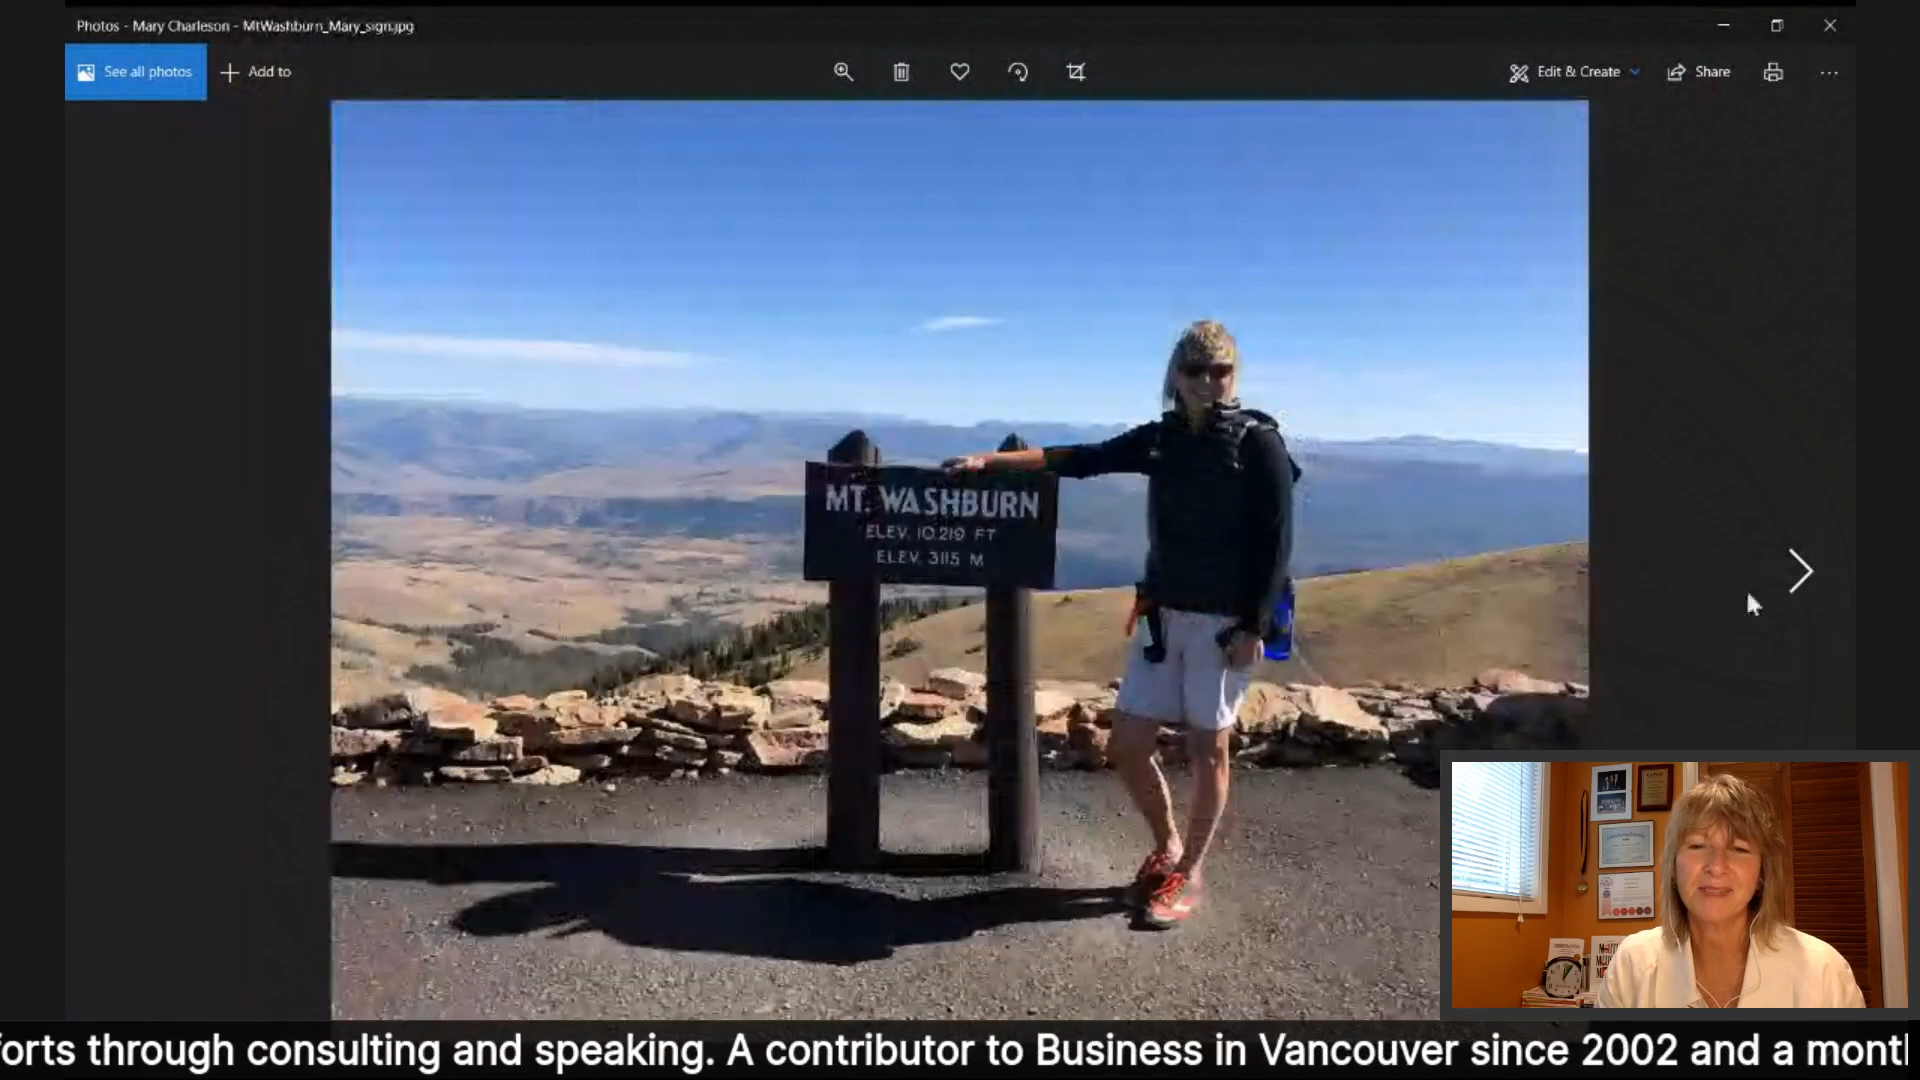 Photos - Mary Charleson - MtWashburn_Mary_sign.jpg
See all photos
Add to
Edit & Create
Share
MT. WASHBURN
ELEV. 10,219 FT
ELEV. 3115 M
forts through consulting and speaking. A contributor to Business in Vancouver since 2002 and a montl